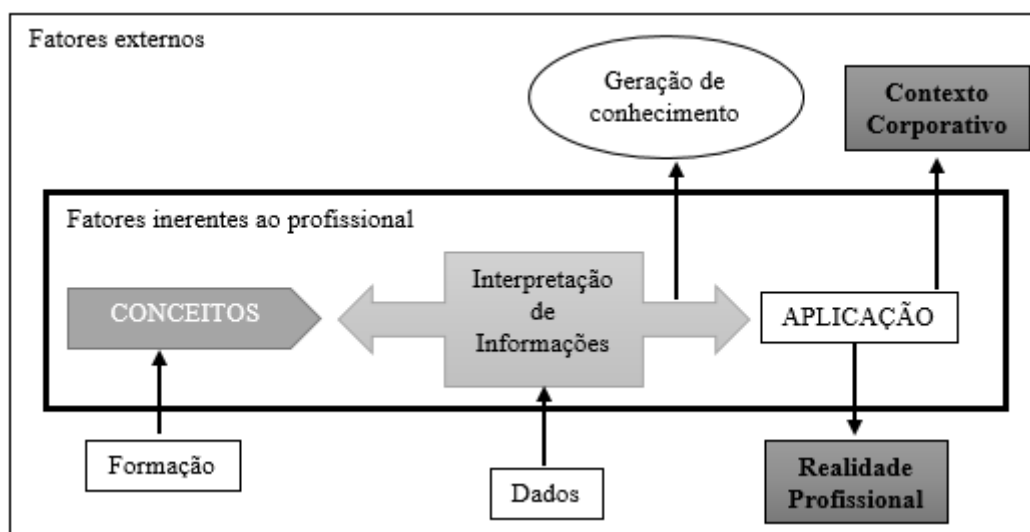 Fatores externos
Geração de
conhecimento
Contexto
Corporativo
Fatores inerentes ao profissional
CONCEITOS
Interpretação
de
Informações
APLICAÇÃO
Formação
Dados
Realidade
Profissional